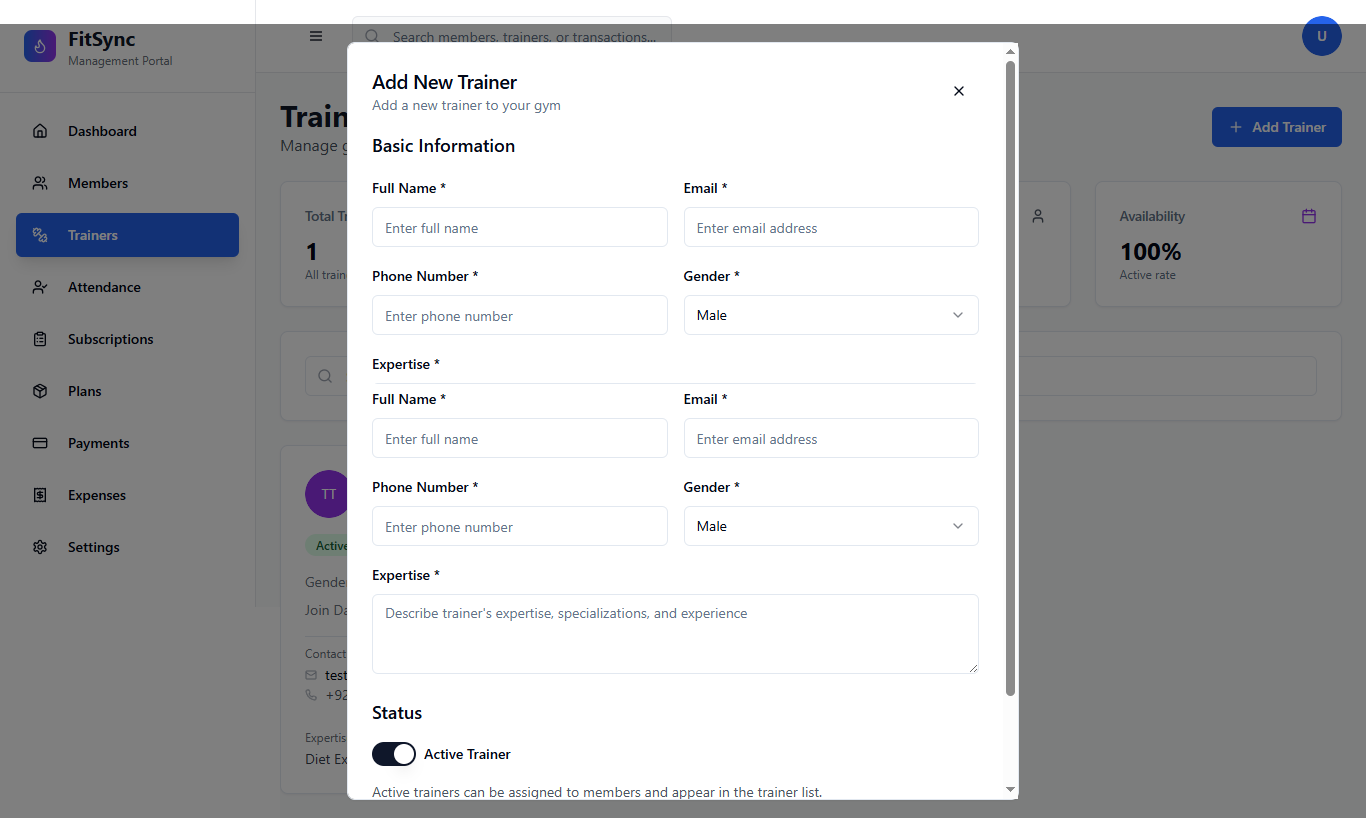 FitSync
Management Portal
Search members, trainers, or transactions...
U
Dashboard
Members
Trainers
Attendance
Subscriptions
Plans
Payments
Expenses
Settings
Train
Manage g
Add Trainer
Total Tr
1
All train
Availability
100%
Active rate
TT
Active
Gende
Join Da
Contact
test
+92
Expertis
Diet Ex
Add New Trainer
Add a new trainer to your gym
Basic Information
Full Name * Email *
Enter full name Enter email address
Phone Number * Gender *
Enter phone number Male
Expertise *
Full Name * Email *
Enter full name Enter email address
Phone Number * Gender *
Enter phone number Male
Expertise *
Describe trainer's expertise, specializations, and experience
Status
Active Trainer
Active trainers can be assigned to members and appear in the trainer list.